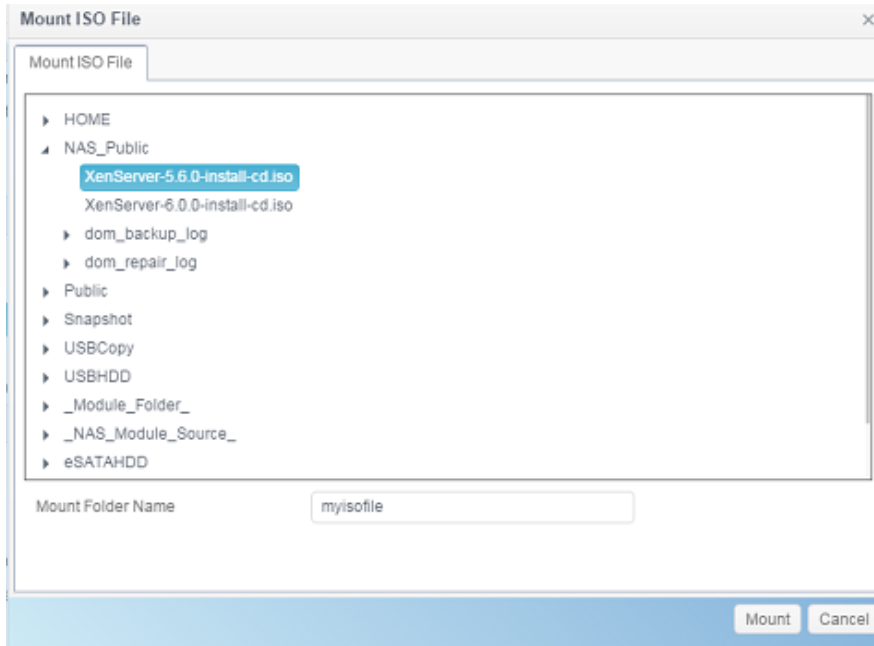 Mount ISO File
Mount ISO File
HOME
NAS_Public
XenServer-5.6.0-install-cd.iso
XenServer-6.0.0-install-cd.iso
dom_backup_log
dom_repair_log
Public
Snapshot
USBCopy
USBHDD
_Module_Folder_
_NAS_Module_Source_
eSATAHDD
Mount Folder Name myisofile
Mount Cancel